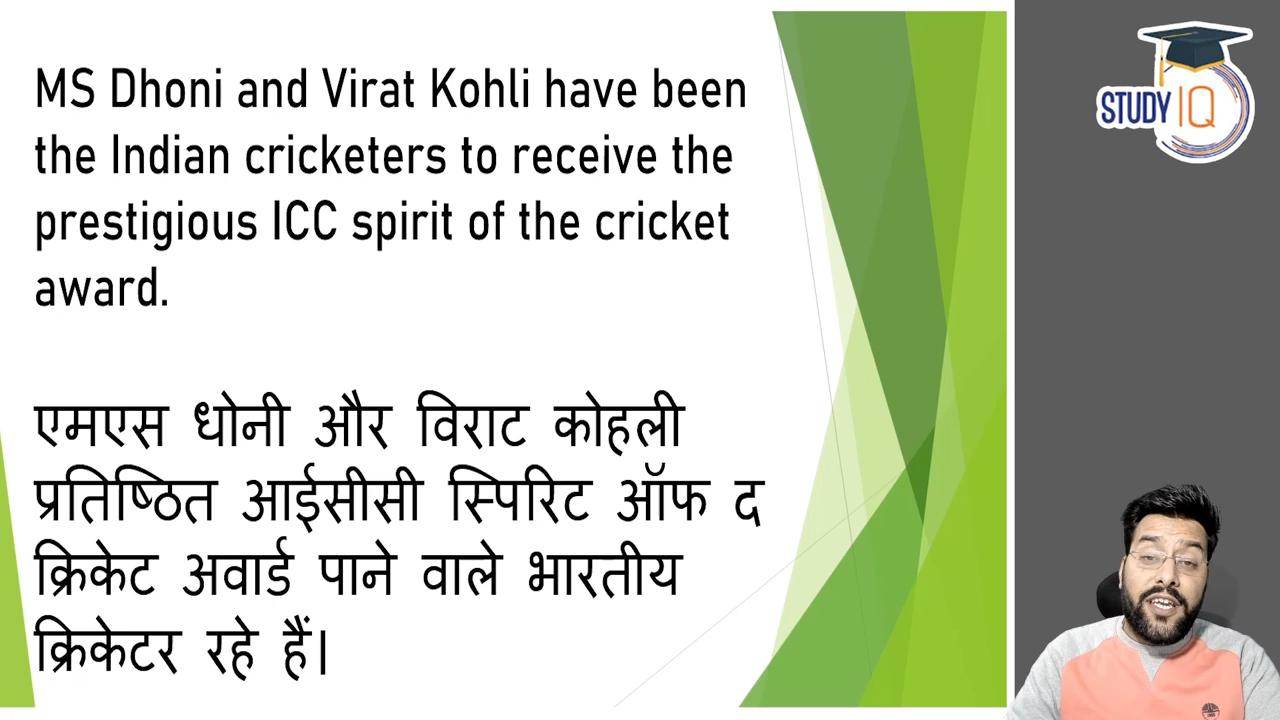 MS Dhoni and Virat Kohli have been
the Indian cricketers to receive the
prestigious ICC spirit of the cricket
award.
एमएस धोनी और विराट कोहली
प्रतिष्ठित आईसीसी स्पिरिट ऑफ द
क्रिकेट अवार्ड पाने वाले भारतीय
क्रिकेटर रहे हैं।
STUDY IQ